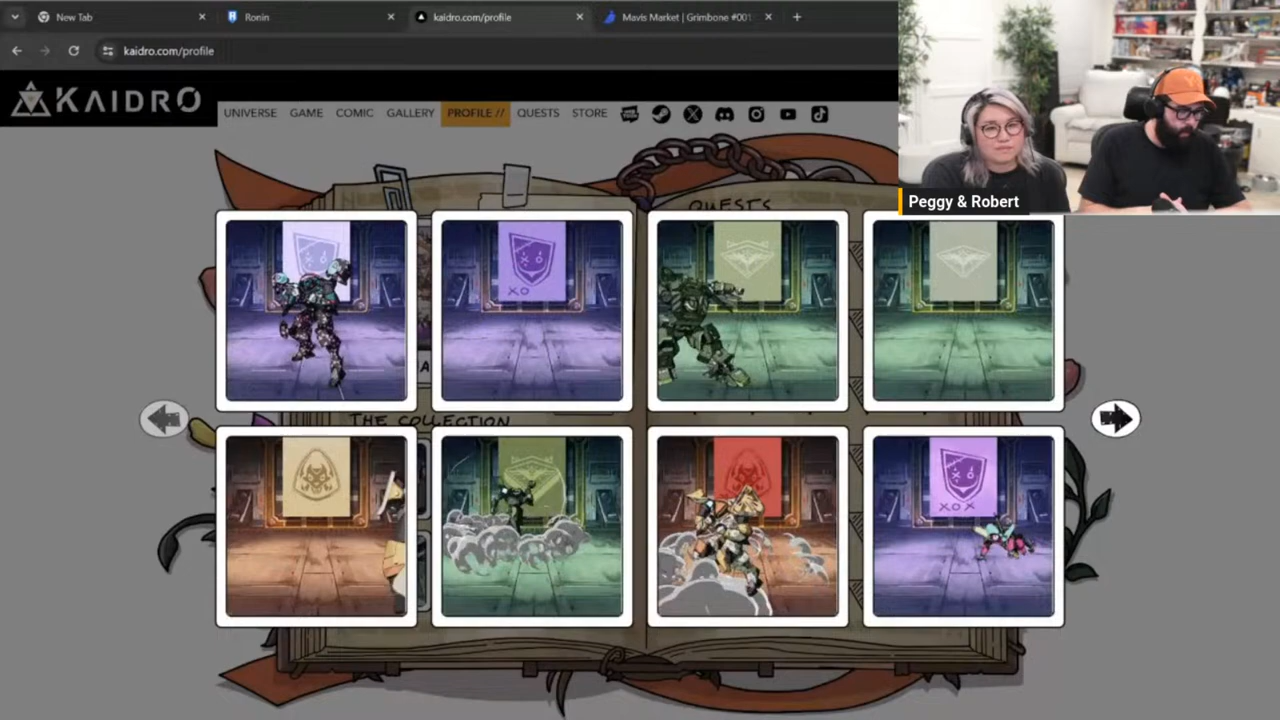 New Tab
Ronin
kaidro.com/profile
Mavis Market | Grimbone #001
kaidro.com/profile
KAIDRO
UNIVERSE GAME COMIC GALLERY PROFILE // QUESTS STORE
Peggy & Robert
QUESTS
XO
THE COLLECTION
XOX